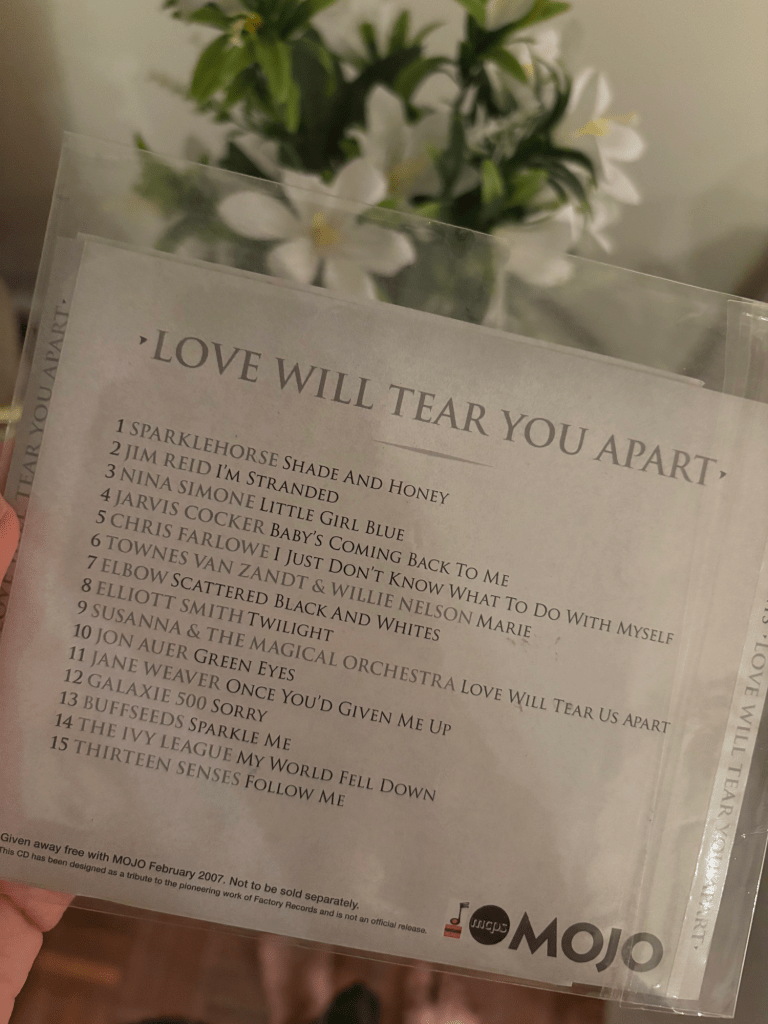 · LOVE WILL TEAR YOU APART ·
1 SPARKLEHORSE SHADE AND HONEY
2 JIM REID I'M STRANDED
3 NINA SIMONE LITTLE GIRL BLUE
4 JARVIS COCKER BABY'S COMING BACK TO ME
5 CHRIS FARLOWE I JUST DON'T KNOW WHAT TO DO WITH MYSELF
6 TOWNES VAN ZANDT & WILLIE NELSON MARIE
7 ELBOW SCATTERED BLACK AND WHITES
8 ELLIOTT SMITH TWILIGHT
9 SUSANNA & THE MAGICAL ORCHESTRA LOVE WILL TEAR US APART
10 JON AUER GREEN EYES
11 JANE WEAVER ONCE YOU'D GIVEN ME UP
12 GALAXIE 500 SORRY
13 BUFFSEEDS SPARKLE ME
14 THE IVY LEAGUE MY WORLD FELL DOWN
15 THIRTEEN SENSES FOLLOW ME
Given away free with MOJO February 2007. Not to be sold separately.
This CD has been designed as a tribute to the pioneering work of Factory Records and is not an official release.
mcps
MOJO
TEAR YOU APART ·
· LOVE WILL TEAR YOU APART ·